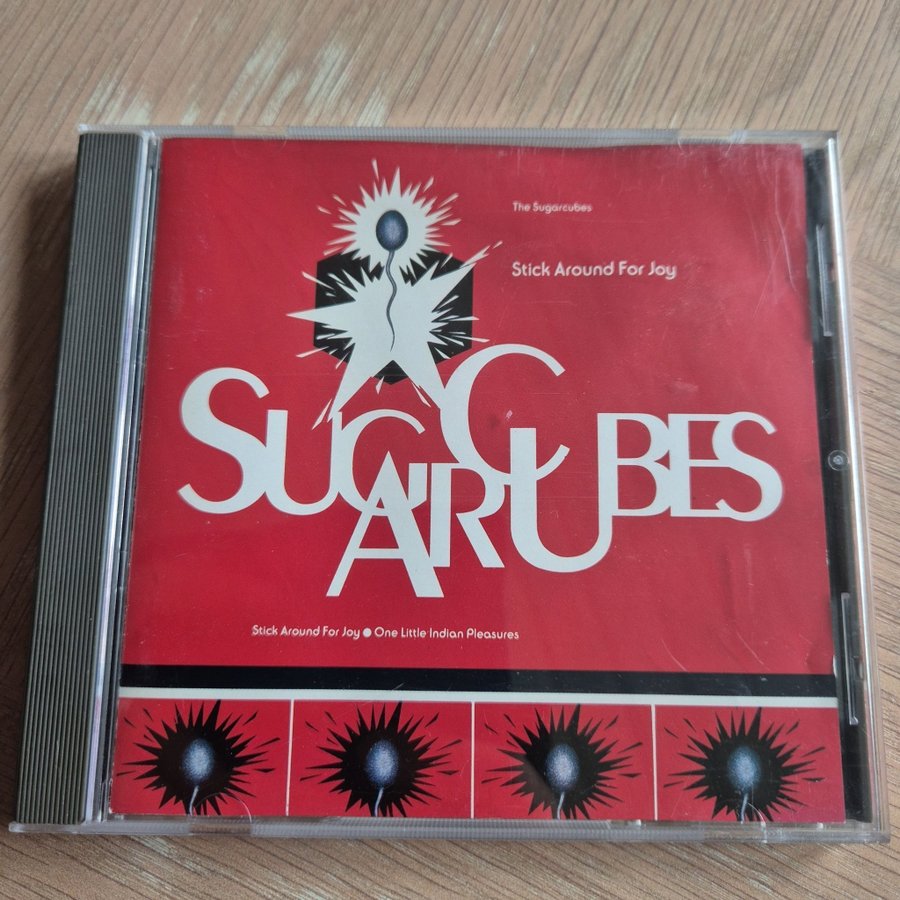 The Sugarcubes
Stick Around For Joy
SUGARCUBES
Stick Around For Joy ● One Little Indian Pleasures